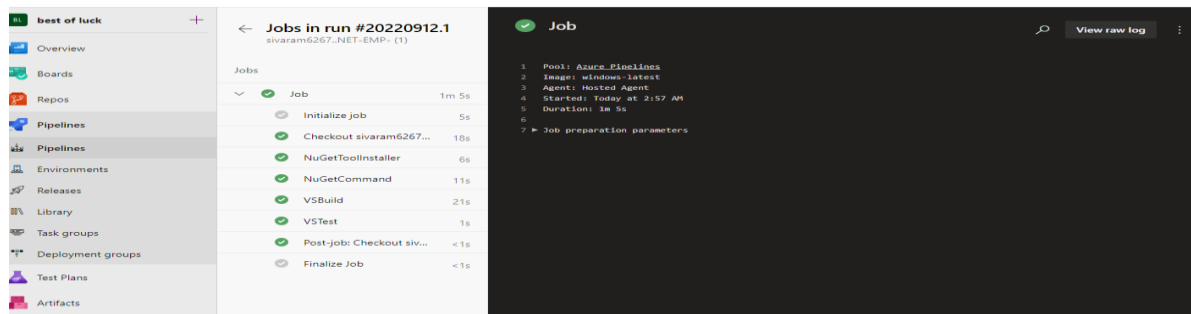 BL best of luck
Overview
Boards
Repos
Pipelines
Pipelines
Environments
Releases
Library
Task groups
Deployment groups
Test Plans
Artifacts
Jobs in run #20220912.1
sivaram6267..NET-EMP- (1)
Jobs
Job 1m 5s
Initialize job 5s
Checkout sivaram6267... 18s
NuGetToolInstaller 6s
NuGetCommand 11s
VSBuild 21s
VSTest 1s
Post-job: Checkout siv... <1s
Finalize Job <1s
Job
View raw log
1 Pool: Azure Pipelines
2 Image: windows-latest
3 Agent: Hosted Agent
4 Started: Today at 2:57 AM
5 Duration: 1m 5s
6
7 Job preparation parameters